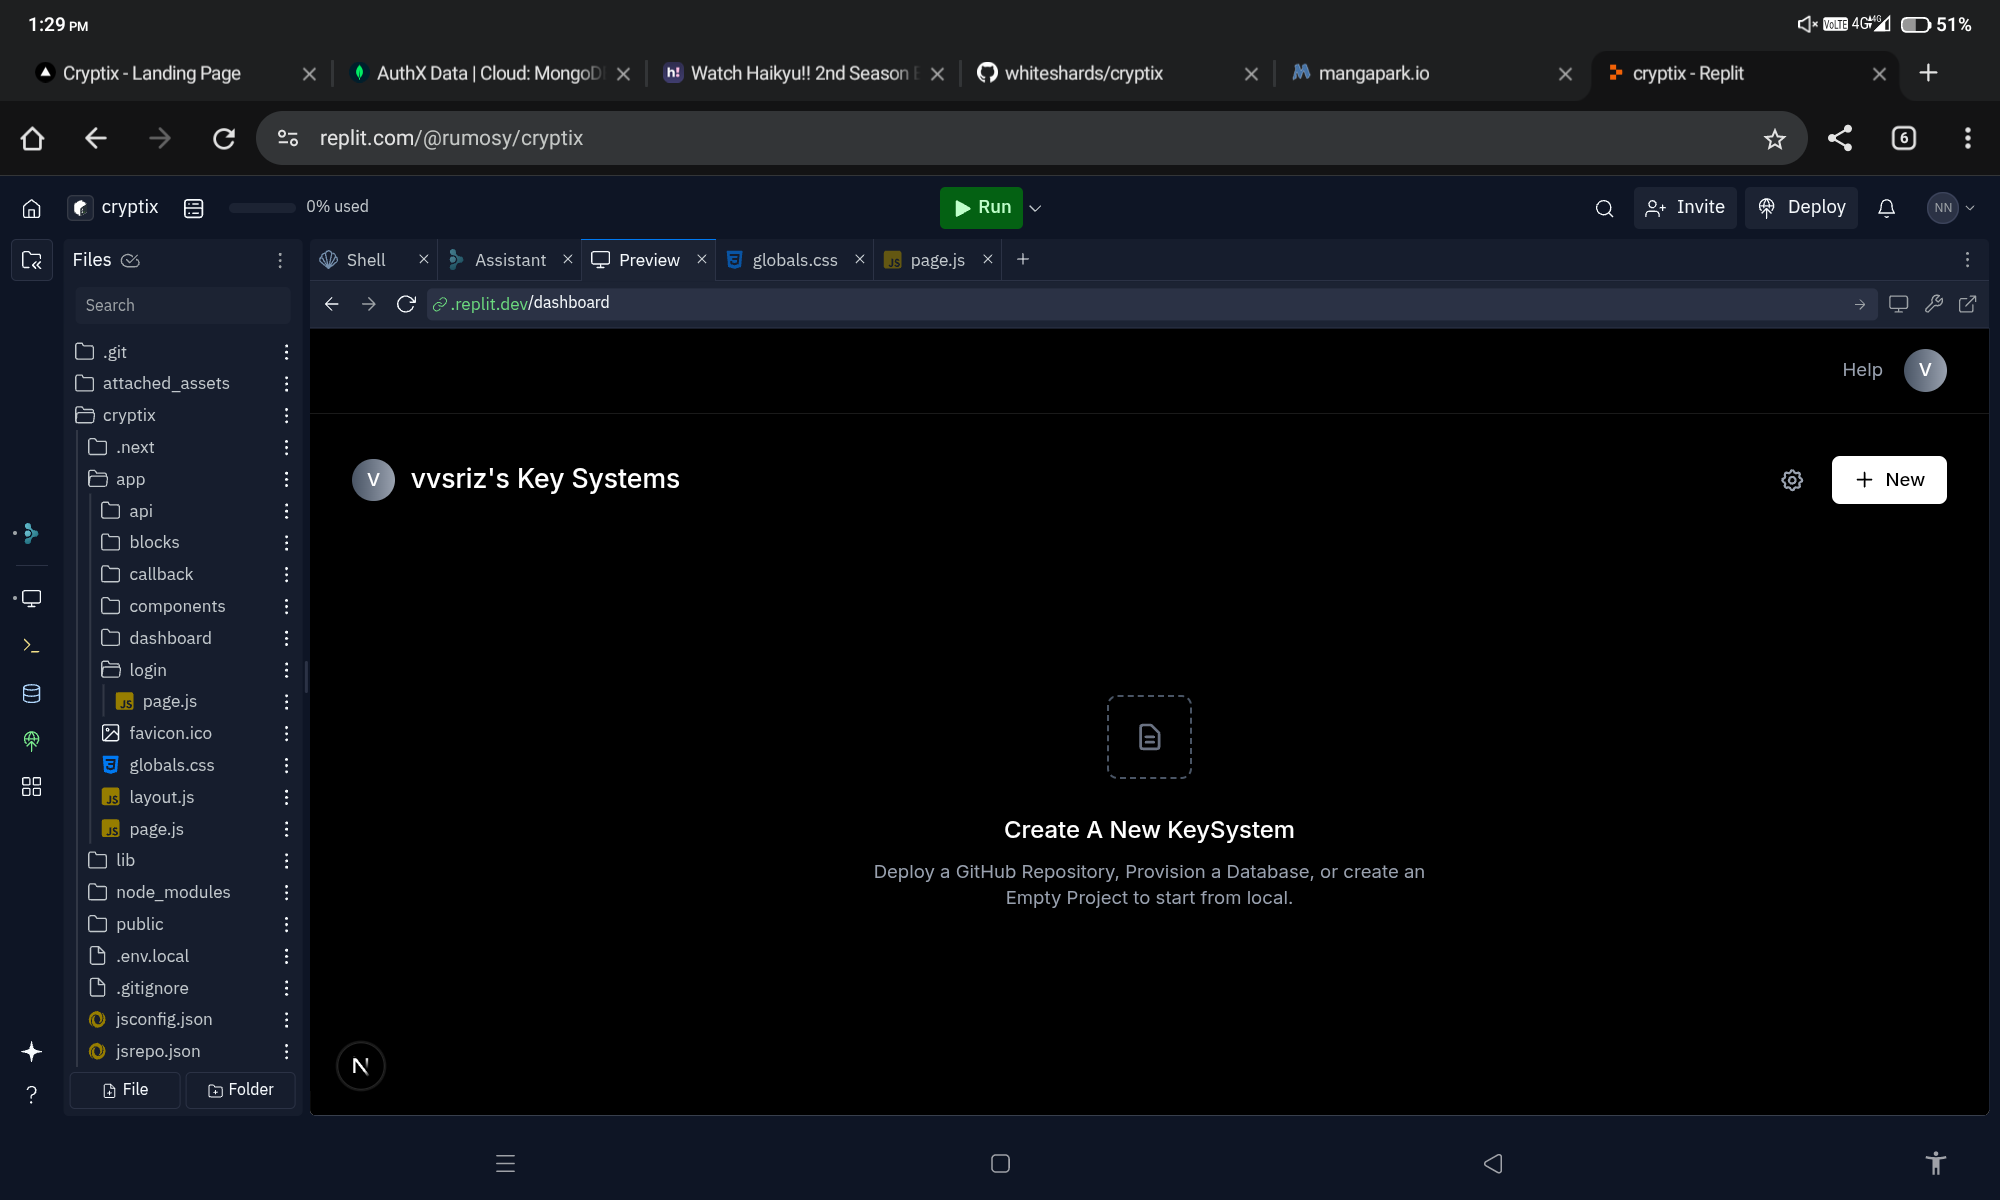 1:29 PM
VoLTE 4G 4G 51%
Cryptix - Landing Page
AuthX Data | Cloud: MongoD
h! Watch Haikyu!! 2nd Season
whiteshards/cryptix
mangapark.io
cryptix - Replit
replit.com/@rumosy/cryptix
6
cryptix
0% used
Run
Invite
Deploy
NN
Files
Shell
Assistant
Preview
globals.css
JS page.js
Search
.replit.dev/dashboard
.git
attached_assets
cryptix
.next
app
api
blocks
callback
components
dashboard
login
JS page.js
favicon.ico
globals.css
JS layout.js
JS page.js
lib
node_modules
public
.env.local
.gitignore
jsconfig.json
jsrepo.json
File
Folder
?
Help
V
V
vvsriz's Key Systems
New
Create A New KeySystem
Deploy a GitHub Repository, Provision a Database, or create an
Empty Project to start from local.
N